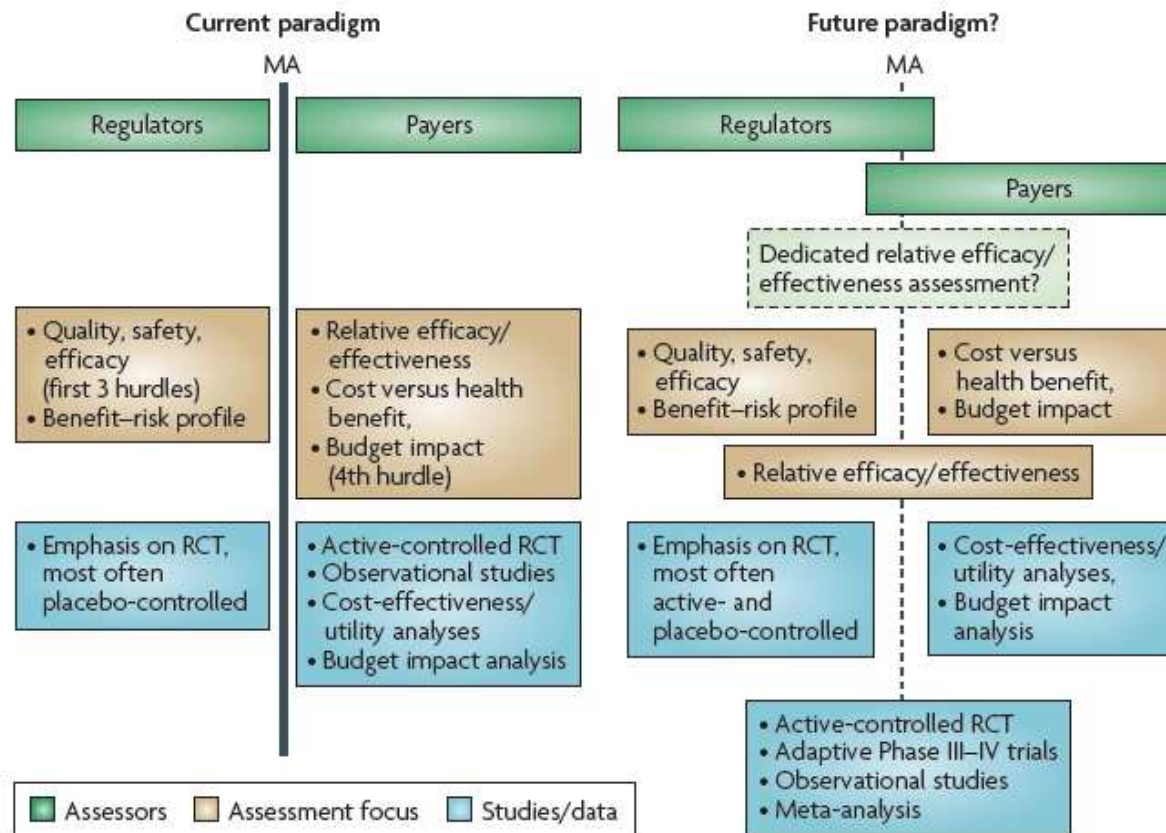 Current paradigm
MA
Regulators
Payers
• Quality, safety,
efficacy
(first 3 hurdles)
• Benefit–risk profile
• Relative efficacy/
effectiveness
• Cost versus health
benefit,
• Budget impact
(4th hurdle)
• Emphasis on RCT,
most often
placebo-controlled
• Active-controlled RCT
• Observational studies
• Cost-effectiveness/
utility analyses
• Budget impact analysis
Future paradigm?
MA
Regulators
Payers
Dedicated relative efficacy/
effectiveness assessment?
• Quality, safety,
efficacy
• Benefit–risk profile
• Cost versus
health benefit,
• Budget impact
• Relative efficacy/effectiveness
• Emphasis on RCT,
most often
active- and
placebo-controlled
• Cost-effectiveness/
utility analyses,
• Budget impact
analysis
• Active-controlled RCT
• Adaptive Phase III–IV trials
• Observational studies
• Meta-analysis
Assessors
Assessment focus
Studies/data